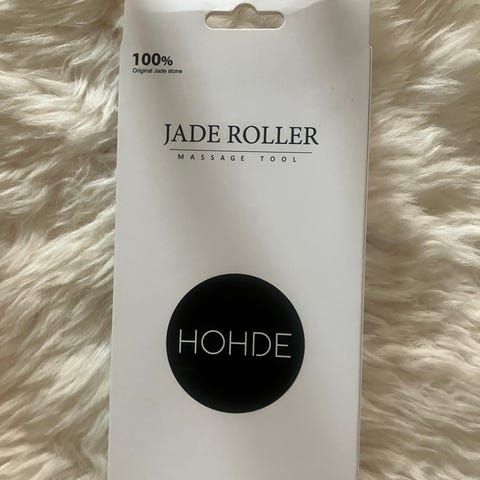 100%
Original Jade stone
JADE ROLLER
MASSAGE TOOL
HOHDE